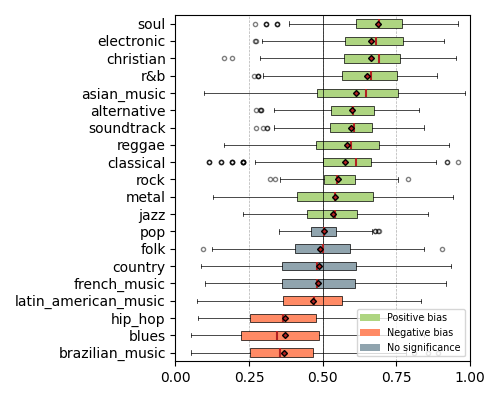 soul
electronic
christian
r&b
asian_music
alternative
soundtrack
reggae
classical
rock
metal
jazz
pop
folk
country
french_music
latin_american_music
hip_hop
blues
brazilian_music
Positive bias
Negative bias
No significance
0.00 0.25 0.50 0.75 1.00